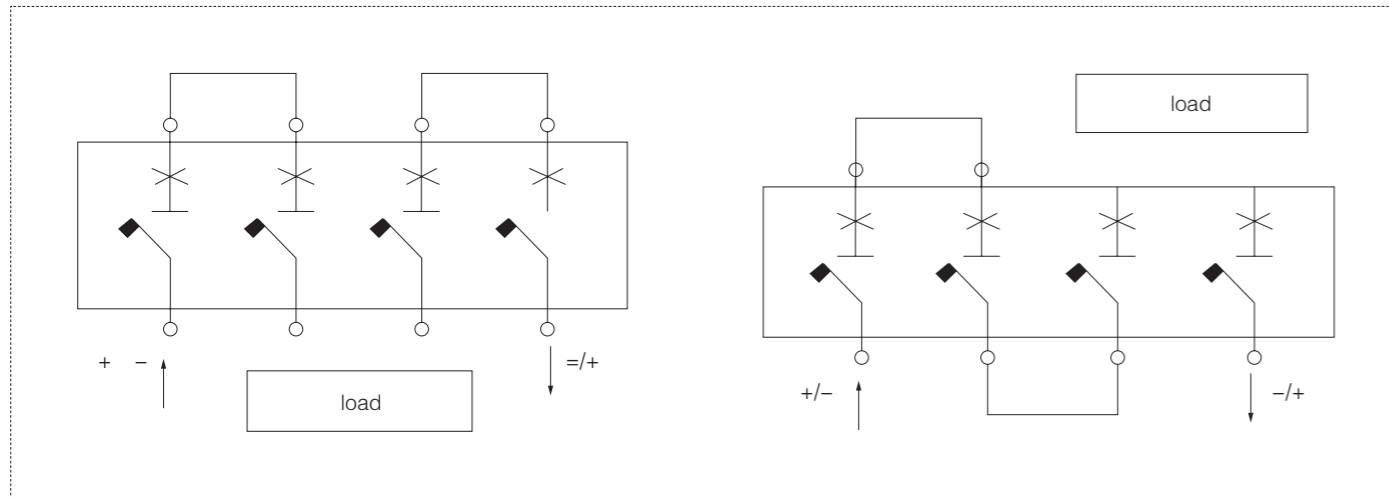 load
+ – =/+
load
+/– –/+